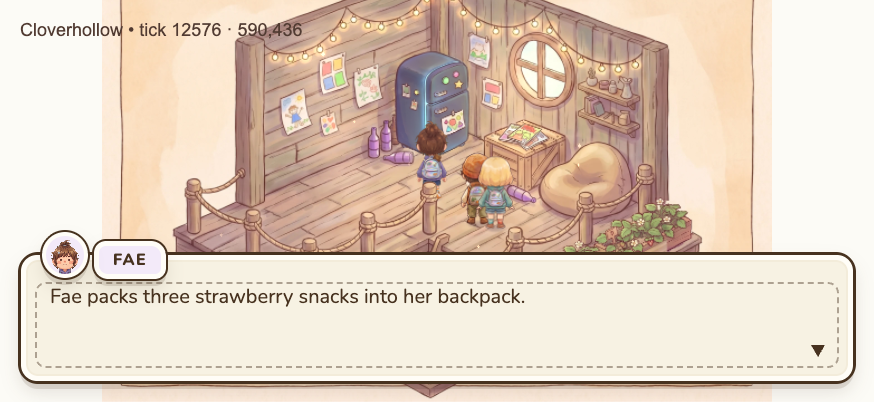 Cloverhollow • tick 12576 · 590,436
FAE
Fae packs three strawberry snacks into her backpack.